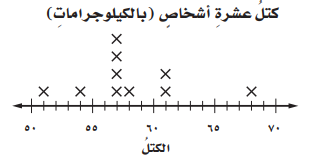 كتلُ عشرةِ أشخاصٍ (بالكيلوجراماتِ)
٥٠ ٥٥ ٦٠ ٦٥ ٧٠
الكتلُ